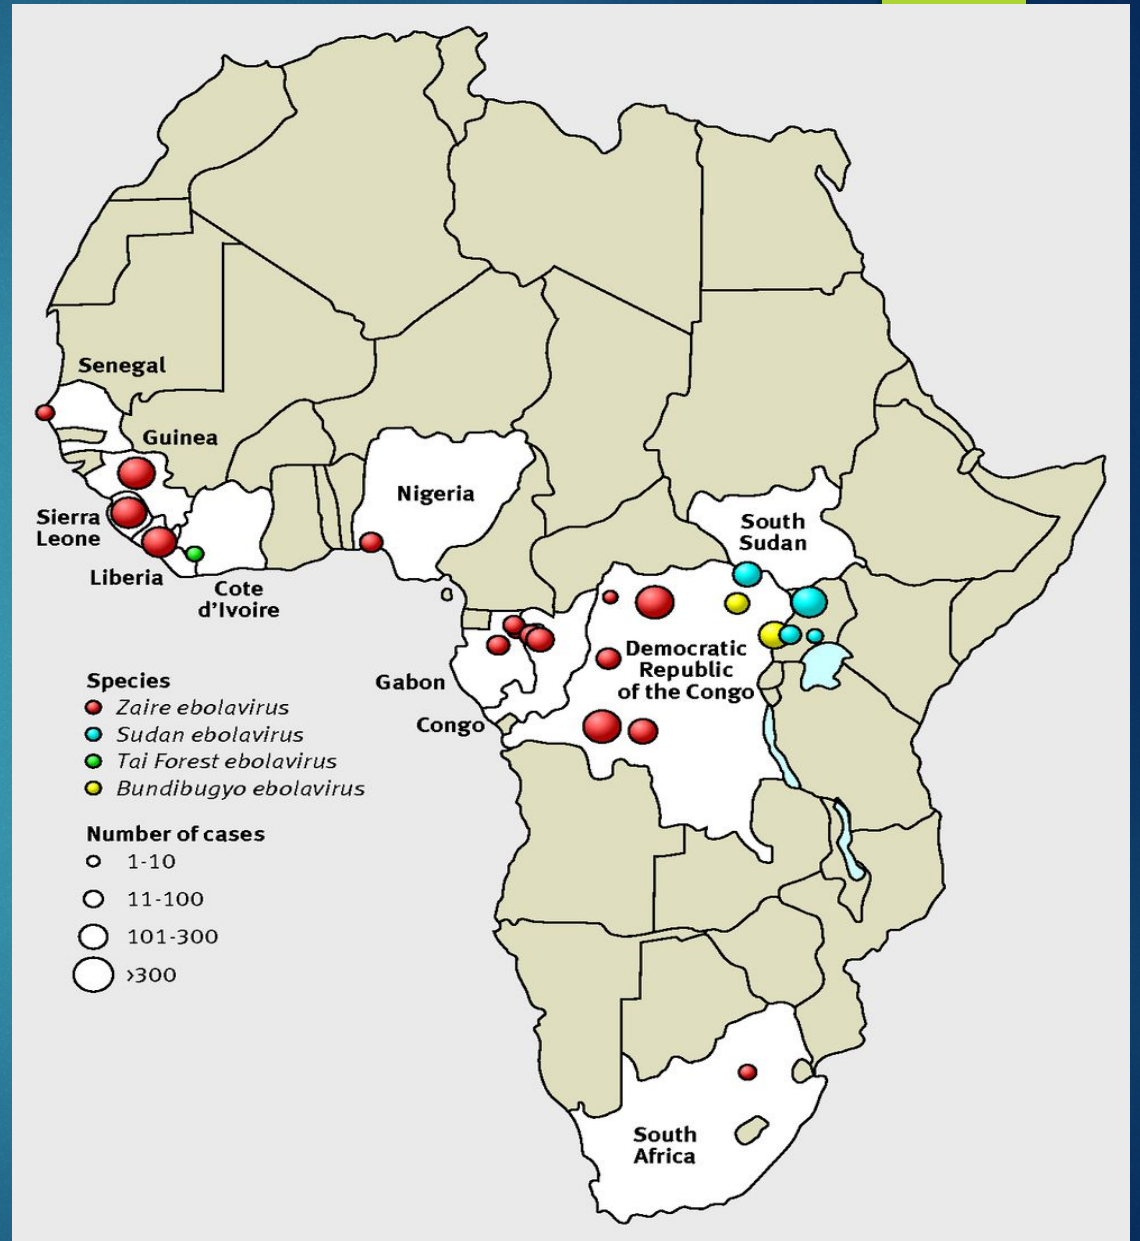 Senegal
Guinea
Nigeria
Sierra
Leone
South
Sudan
Liberia
Cote
d'Ivoire
Democratic
Republic
of the Congo
Gabon
Congo
Species
Zaire ebolavirus
Sudan ebolavirus
Tai Forest ebolavirus
Bundibugyo ebolavirus
Number of cases
1-10
11-100
101-300
>300
South
Africa